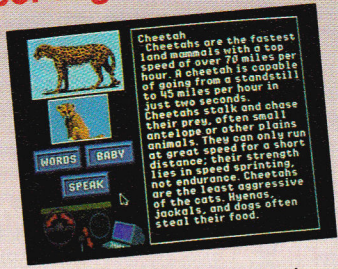 Cheetah
Cheetahs are the fastest
land mammals with a top
speed of over 70 miles per
hour. A cheetah is capable
of going from a standstill
to 45 miles per hour in
just two seconds.
Cheetahs stalk and chase
their prey, often small
antelope or other plains
animals. They can only run
at great speed for a short
distance; their strength
lies in speed printing,
not endurance. Cheetahs
are the least aggressive
of the cats. Hyenas,
jackals, and dogs often
steal their food.
WORDS
BABY
SPEAK